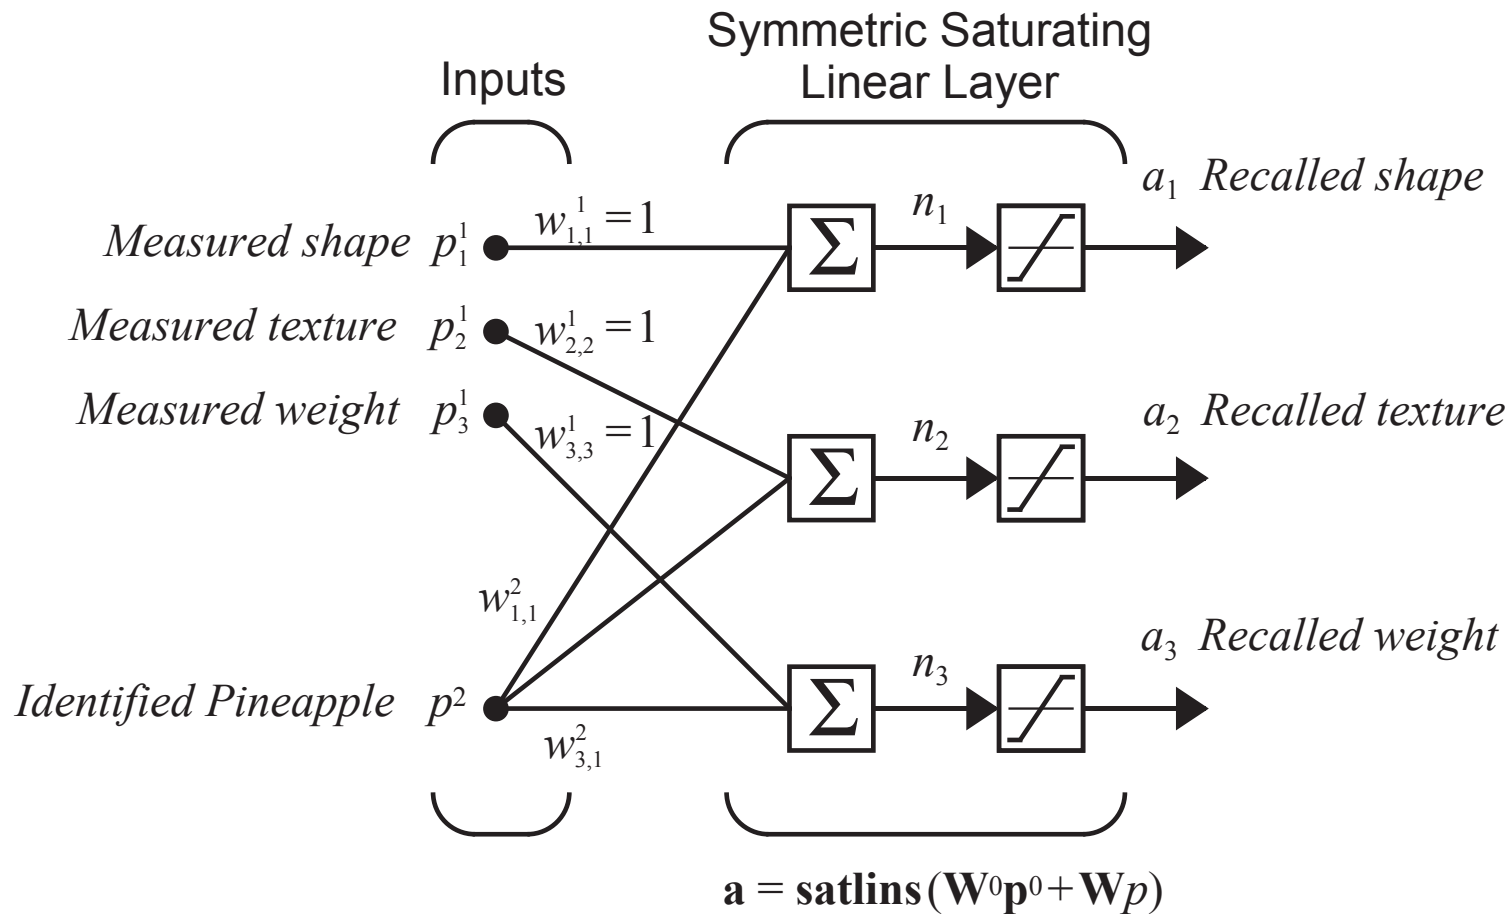 Symmetric Saturating
Inputs
Linear Layer
a₁ Recalled shape
w¹₁,₁ = 1
n₁
Measured shape p¹₁
Σ
Measured texture p¹₂
w¹₂,₂ = 1
Measured weight p¹₃
w¹₃,₃ = 1
a₂ Recalled texture
n₂
Σ
w²₁,₁
a₃ Recalled weight
n₃
Identified Pineapple p²
Σ
w²₃,₁
a = satlins (W⁰p⁰ + Wp)